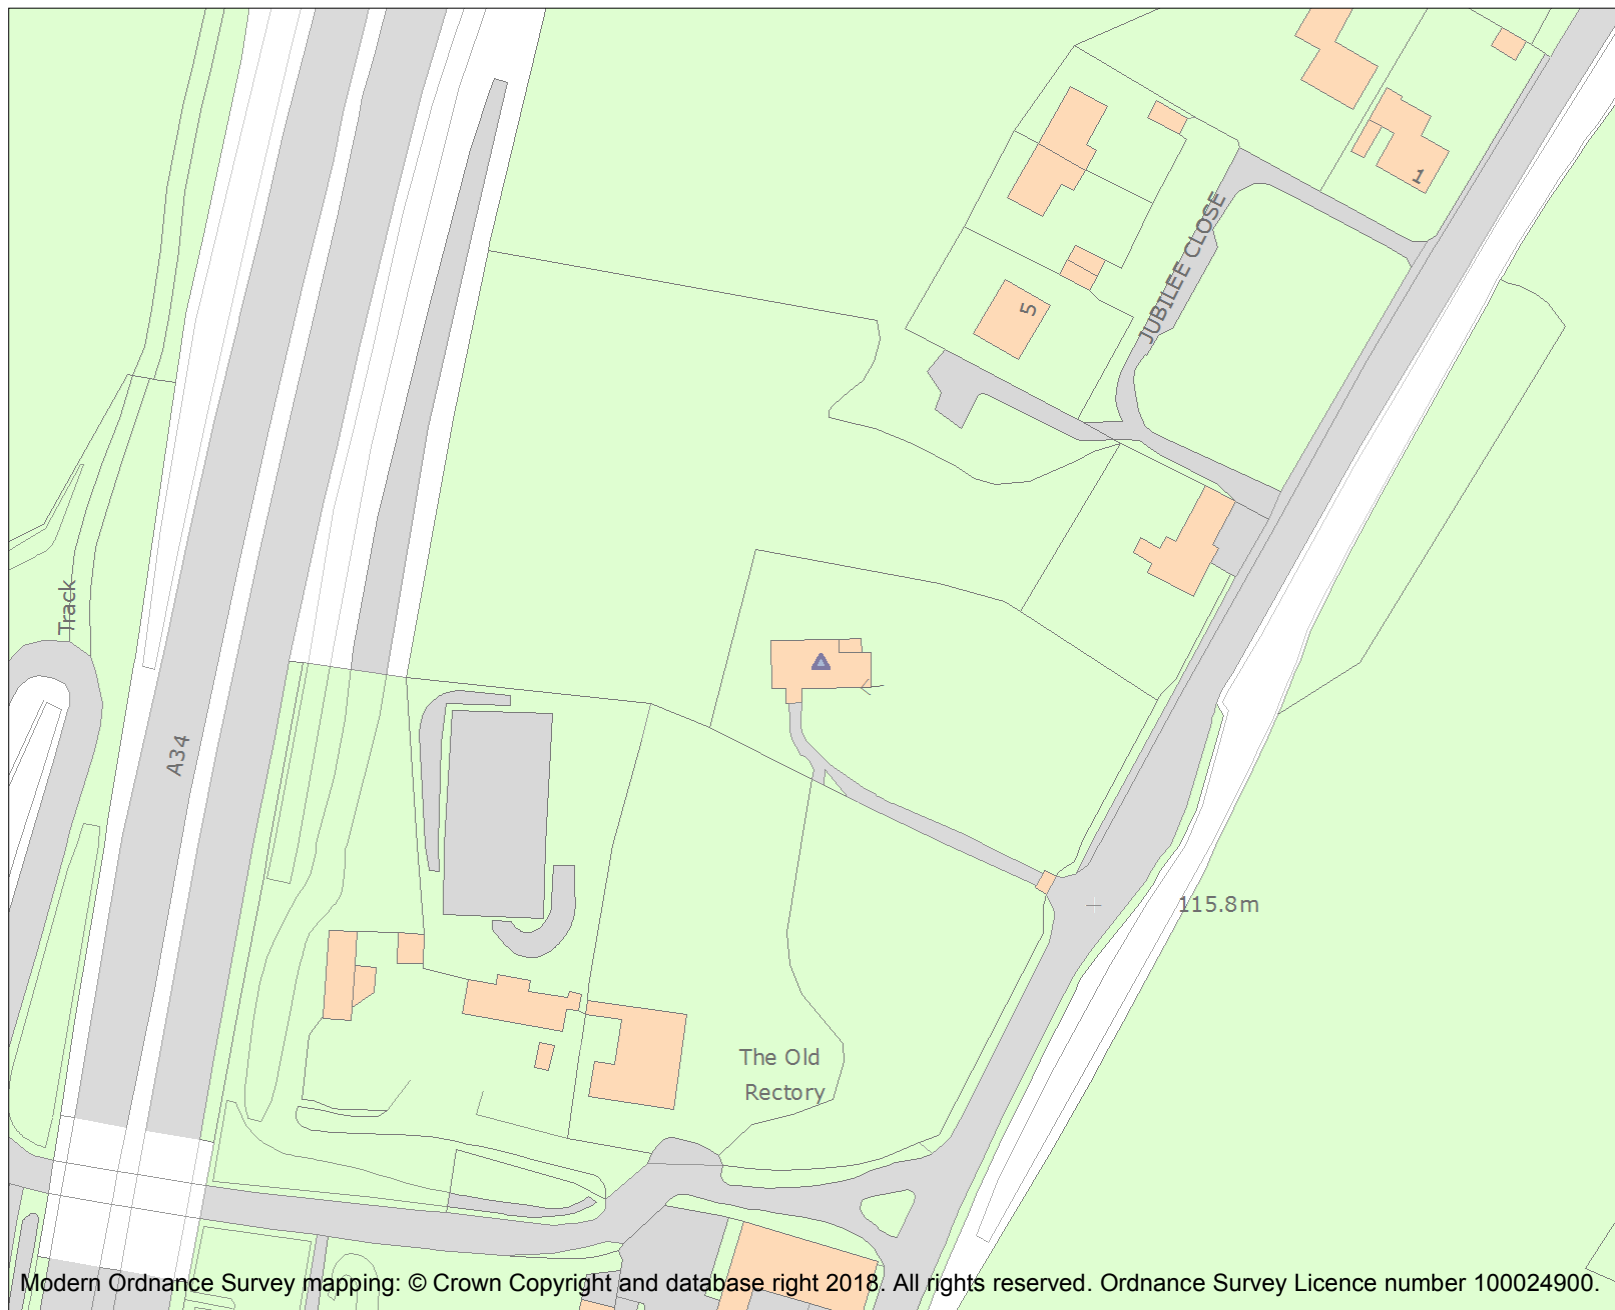 1
JUBILEE CLOSE
5
Track
A34
115.8m
The Old
Rectory
Modern Ordnance Survey mapping: © Crown Copyright and database right 2018. All rights reserved. Ordnance Survey Licence number 100024900.